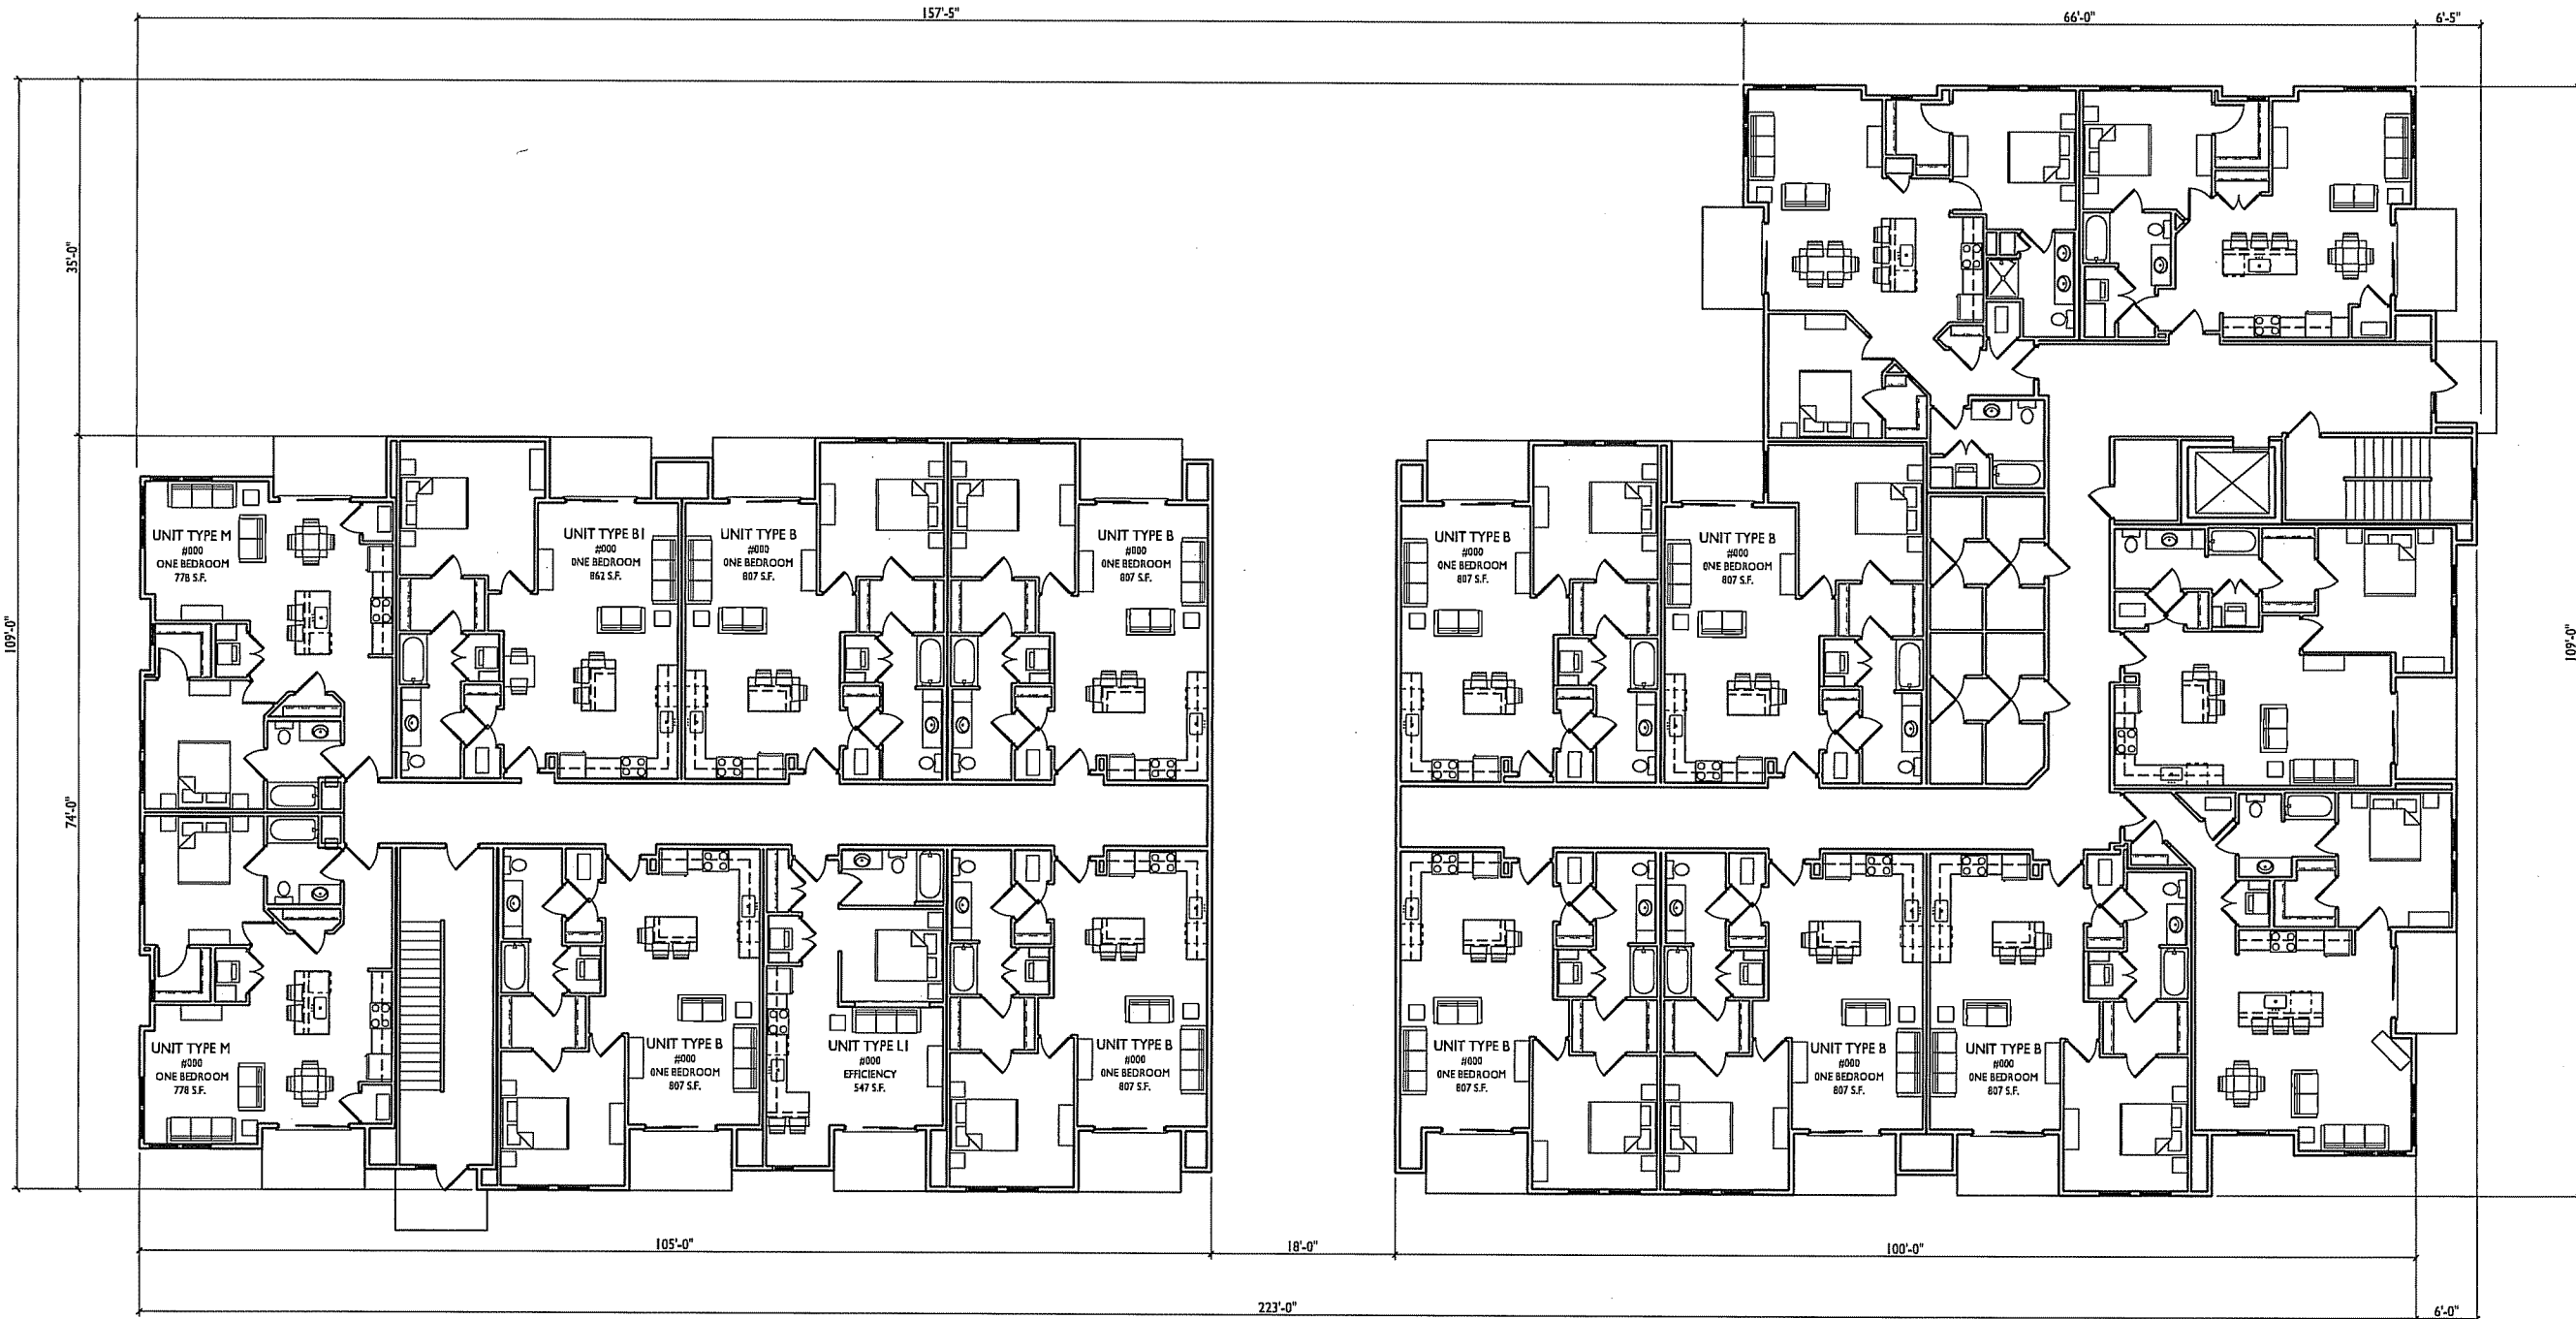 157'-5"
66'-0"
6'-5"
35'-0"
109'-0"
74'-0"
109'-0"
UNIT TYPE M
#000
ONE BEDROOM
778 S.F.
UNIT TYPE B1
#000
ONE BEDROOM
862 S.F.
UNIT TYPE B
#000
ONE BEDROOM
807 S.F.
UNIT TYPE B
#000
ONE BEDROOM
807 S.F.
UNIT TYPE B
#000
ONE BEDROOM
807 S.F.
UNIT TYPE B
#000
ONE BEDROOM
807 S.F.
UNIT TYPE M
#000
ONE BEDROOM
778 S.F.
UNIT TYPE B
#000
ONE BEDROOM
807 S.F.
UNIT TYPE L1
#000
EFFICIENCY
547 S.F.
UNIT TYPE B
#000
ONE BEDROOM
807 S.F.
UNIT TYPE B
#000
ONE BEDROOM
807 S.F.
UNIT TYPE B
#000
ONE BEDROOM
807 S.F.
UNIT TYPE B
#000
ONE BEDROOM
807 S.F.
105'-0"
18'-0"
100'-0"
223'-0"
6'-0"